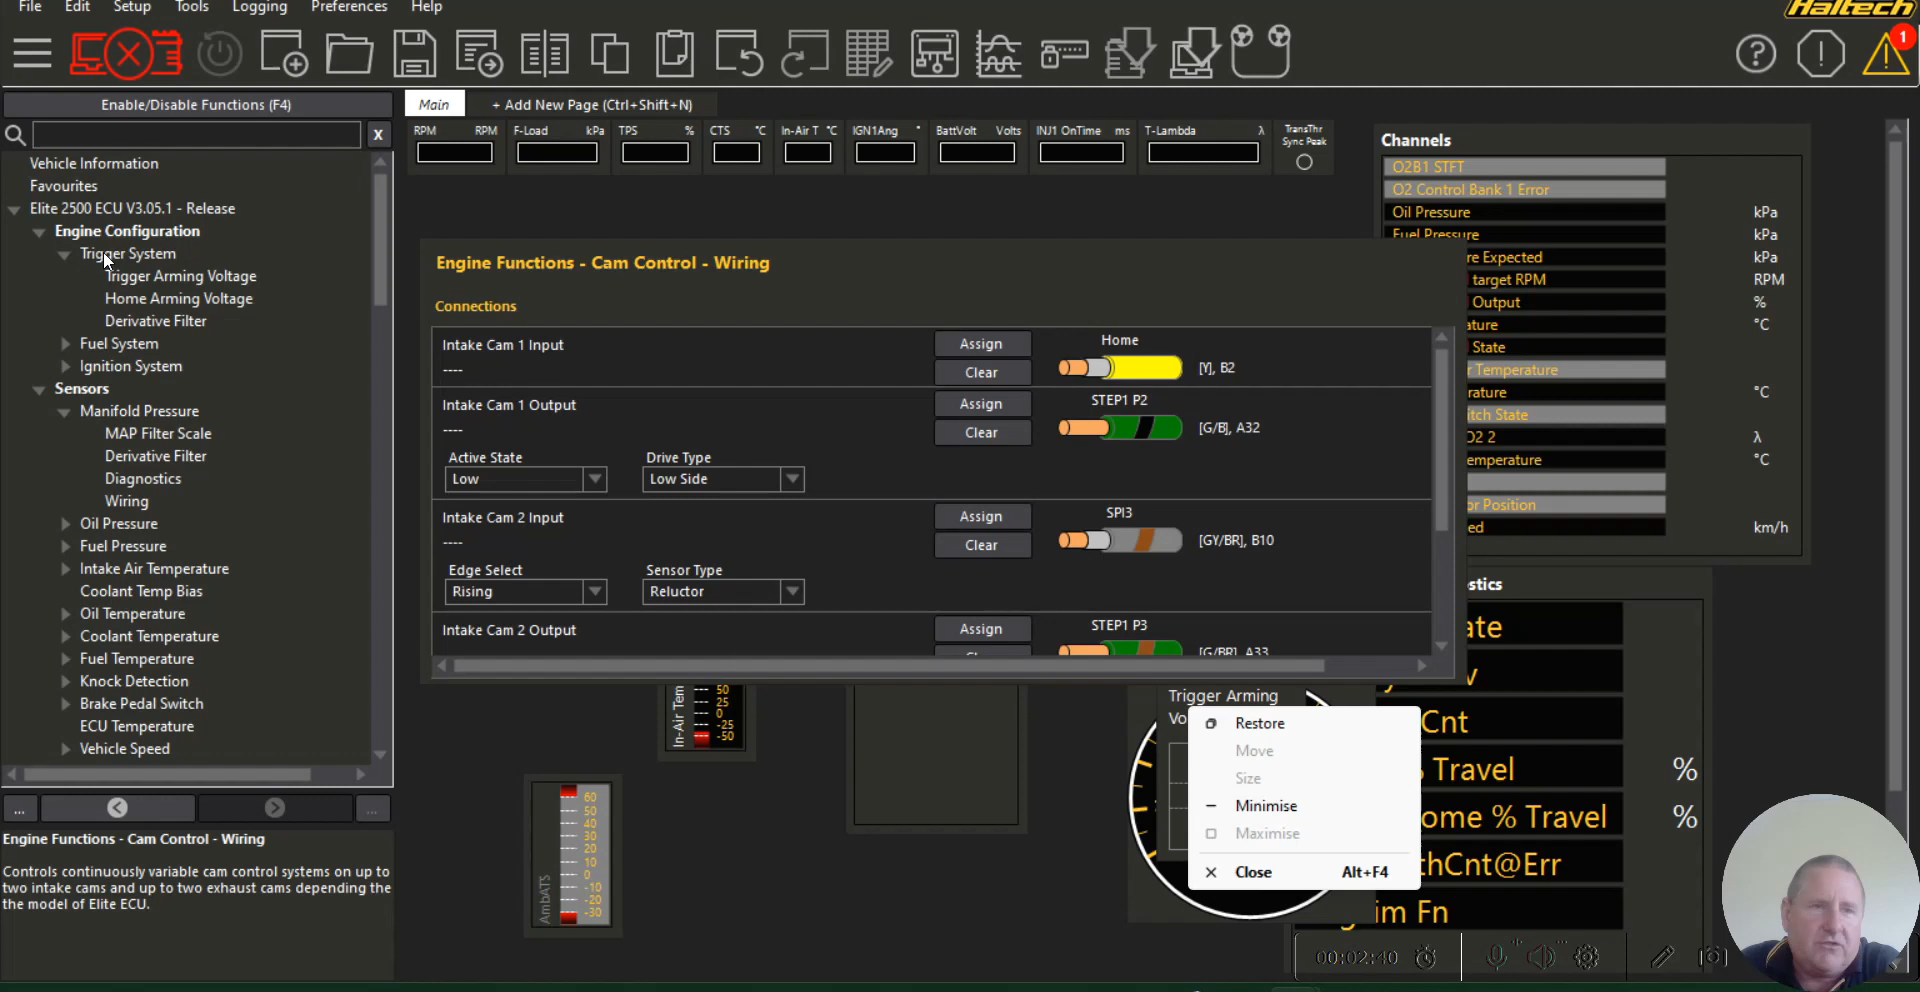 File Edit Setup Tools Logging Preferences Help
Haltech
1
Enable/Disable Functions (F4)
Main
+ Add New Page (Ctrl+Shift+N)
X
RPM RPM
F-Load kPa
TPS %
CTS °C
In-Air T °C
IGN1Ang °
BattVolt Volts
INJ1 OnTime ms
T-Lambda λ
TransThr
Sync Peak
Vehicle Information
Favourites
Elite 2500 ECU V3.05.1 - Release
Engine Configuration
Trigger System
Trigger Arming Voltage
Home Arming Voltage
Derivative Filter
Fuel System
Ignition System
Sensors
Manifold Pressure
MAP Filter Scale
Derivative Filter
Diagnostics
Wiring
Oil Pressure
Fuel Pressure
Intake Air Temperature
Coolant Temp Bias
Oil Temperature
Coolant Temperature
Fuel Temperature
Knock Detection
Brake Pedal Switch
ECU Temperature
Vehicle Speed
...
...
Engine Functions - Cam Control - Wiring
Controls continuously variable cam control systems on up to
two intake cams and up to two exhaust cams depending the
the model of Elite ECU.
Engine Functions - Cam Control - Wiring
Connections
Intake Cam 1 Input
----
Assign
Clear
Home
[Y], B2
Intake Cam 1 Output
----
Assign
Clear
STEP1 P2
[G/B], A32
Active State
Low
Drive Type
Low Side
Intake Cam 2 Input
----
Assign
Clear
SPI3
[GY/BR], B10
Edge Select
Rising
Sensor Type
Reluctor
Intake Cam 2 Output
Assign
STEP1 P3
[G/BR], A33
Channels
O2B1 STFT
O2 Control Bank 1 Error
Oil Pressure kPa
Fuel Pressure kPa
re Expected kPa
target RPM RPM
Output %
ature °C
State
r Temperature
rature °C
itch State
O2 2 λ
emperature °C
or Position
ed km/h
stics
ate
v
Cnt
Travel %
ome % Travel %
thCnt@Err
im Fn
Trigger Arming
Vo
Restore
Move
Size
Minimise
Maximise
Close Alt+F4
In-Air Tem
50
25
0
-25
-50
AmbATS
60
50
40
30
20
10
0
-10
-20
-30
00:02:40